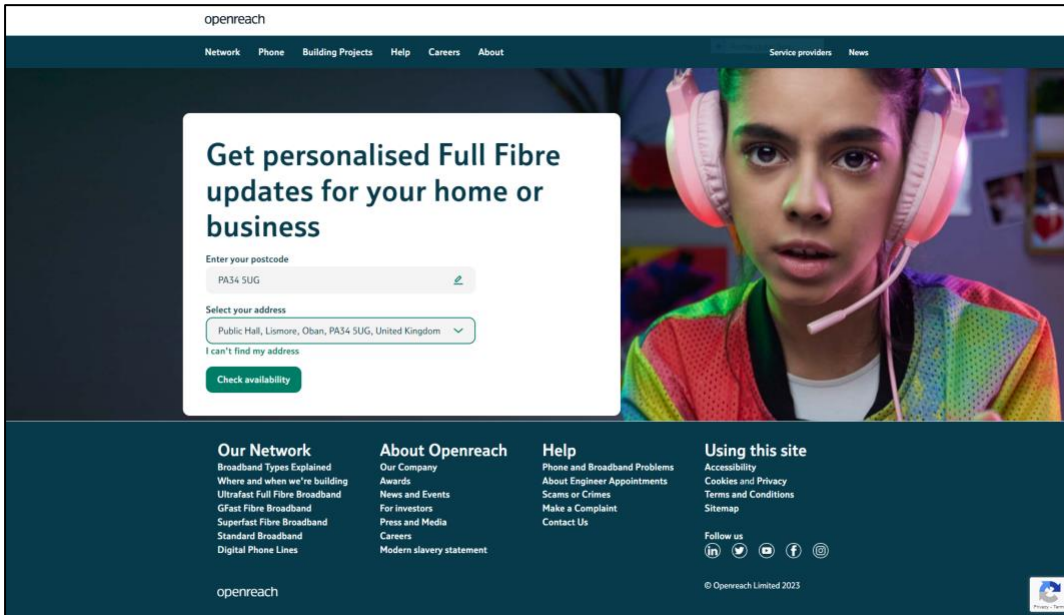 openreach
Network Phone Building Projects Help Careers About Service providers News
Get personalised Full Fibre
updates for your home or
business
Enter your postcode
PA34 5UG
Select your address
Public Hall, Lismore, Oban, PA34 5UG, United Kingdom
I can't find my address
Check availability
Our Network
Broadband Types Explained
Where and when we're building
Ultrafast Full Fibre Broadband
GFast Fibre Broadband
Superfast Fibre Broadband
Standard Broadband
Digital Phone Lines
About Openreach
Our Company
Awards
News and Events
For investors
Press and Media
Careers
Modern slavery statement
Help
Phone and Broadband Problems
About Engineer Appointments
Scams or Crimes
Make a Complaint
Contact Us
Using this site
Accessibility
Cookies and Privacy
Terms and Conditions
Sitemap
Follow us
© Openreach Limited 2023
openreach